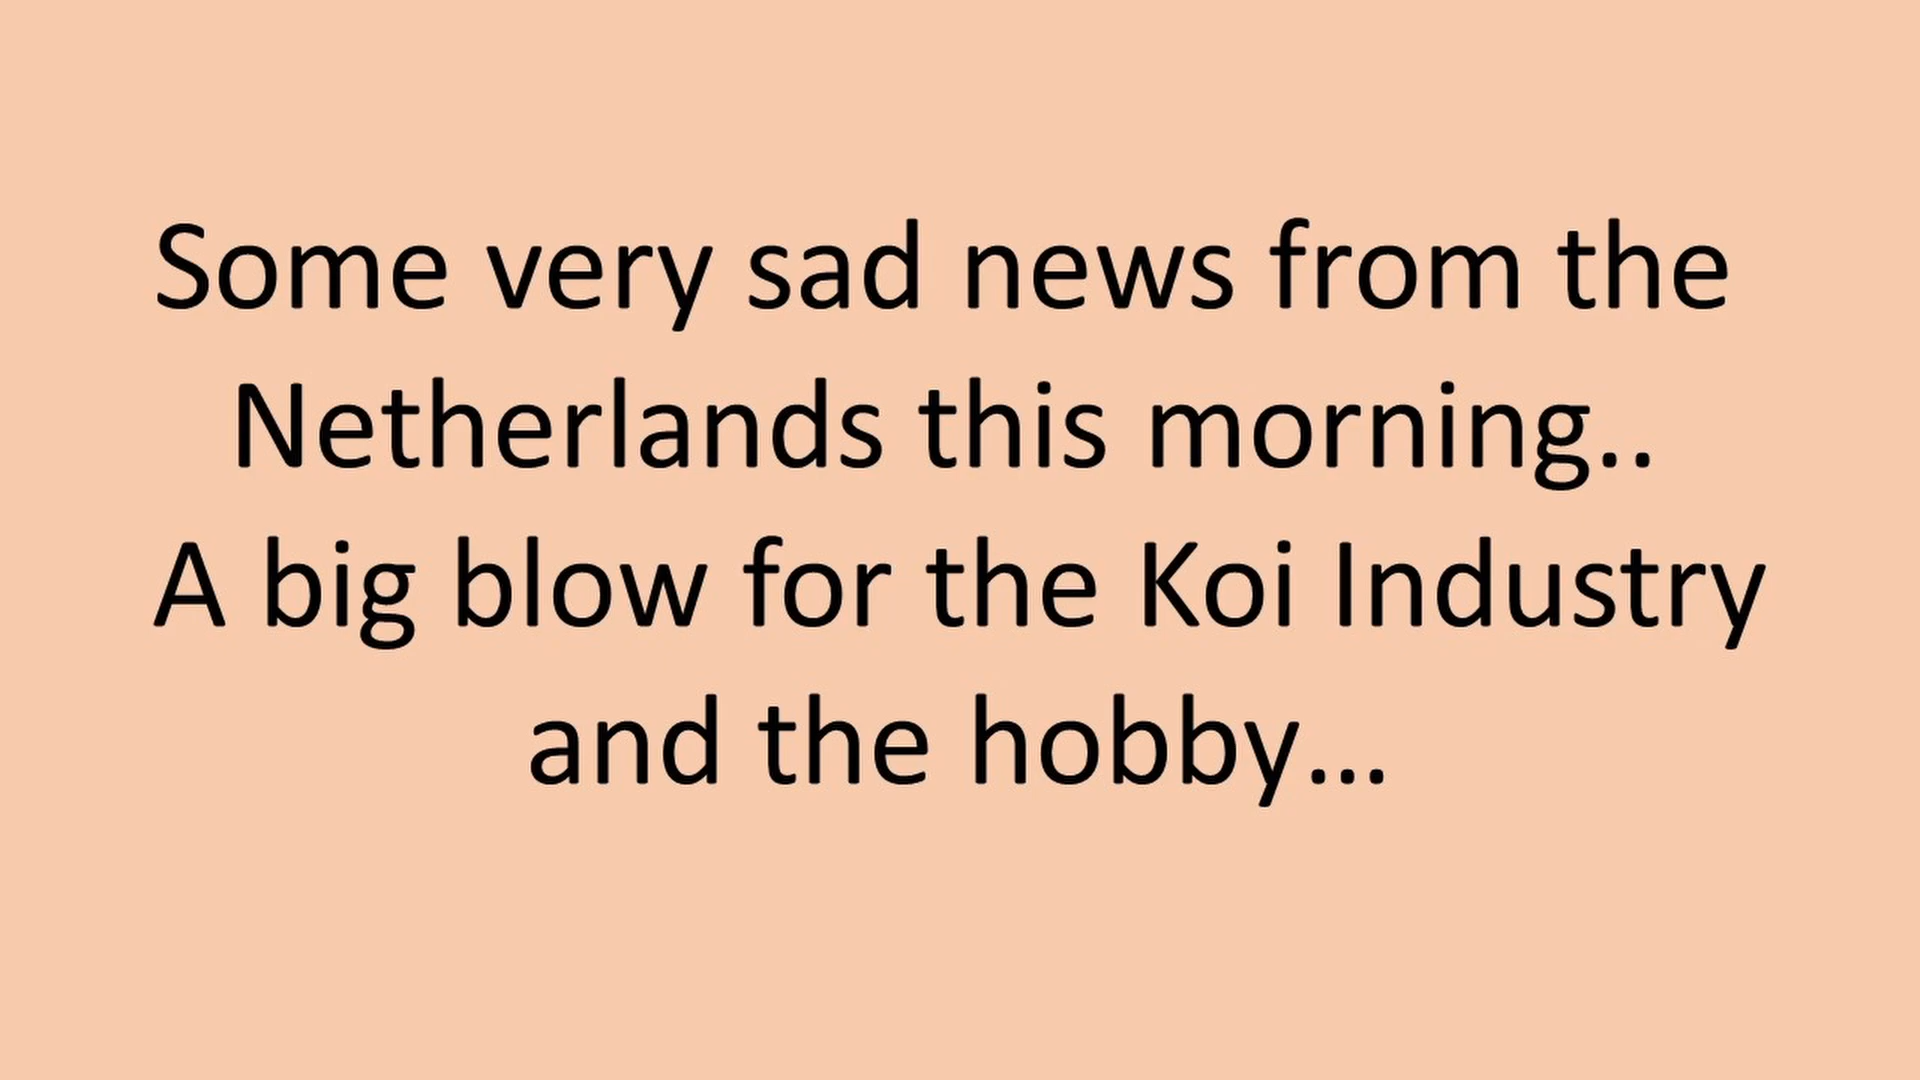 Some very sad news from the
Netherlands this morning..
A big blow for the Koi Industry
and the hobby...